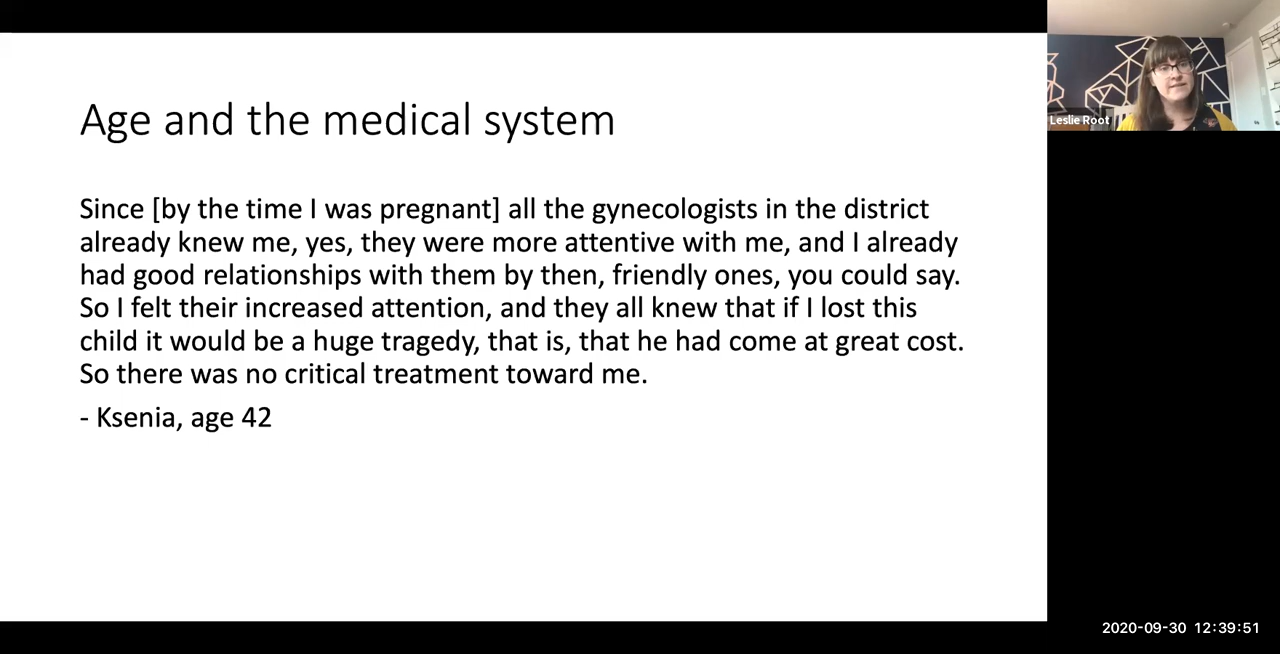 Age and the medical system
Since [by the time I was pregnant] all the gynecologists in the district
already knew me, yes, they were more attentive with me, and I already
had good relationships with them by then, friendly ones, you could say.
So I felt their increased attention, and they all knew that if I lost this
child it would be a huge tragedy, that is, that he had come at great cost.
So there was no critical treatment toward me.
- Ksenia, age 42
Leslie Root
2020-09-30 12:39:51